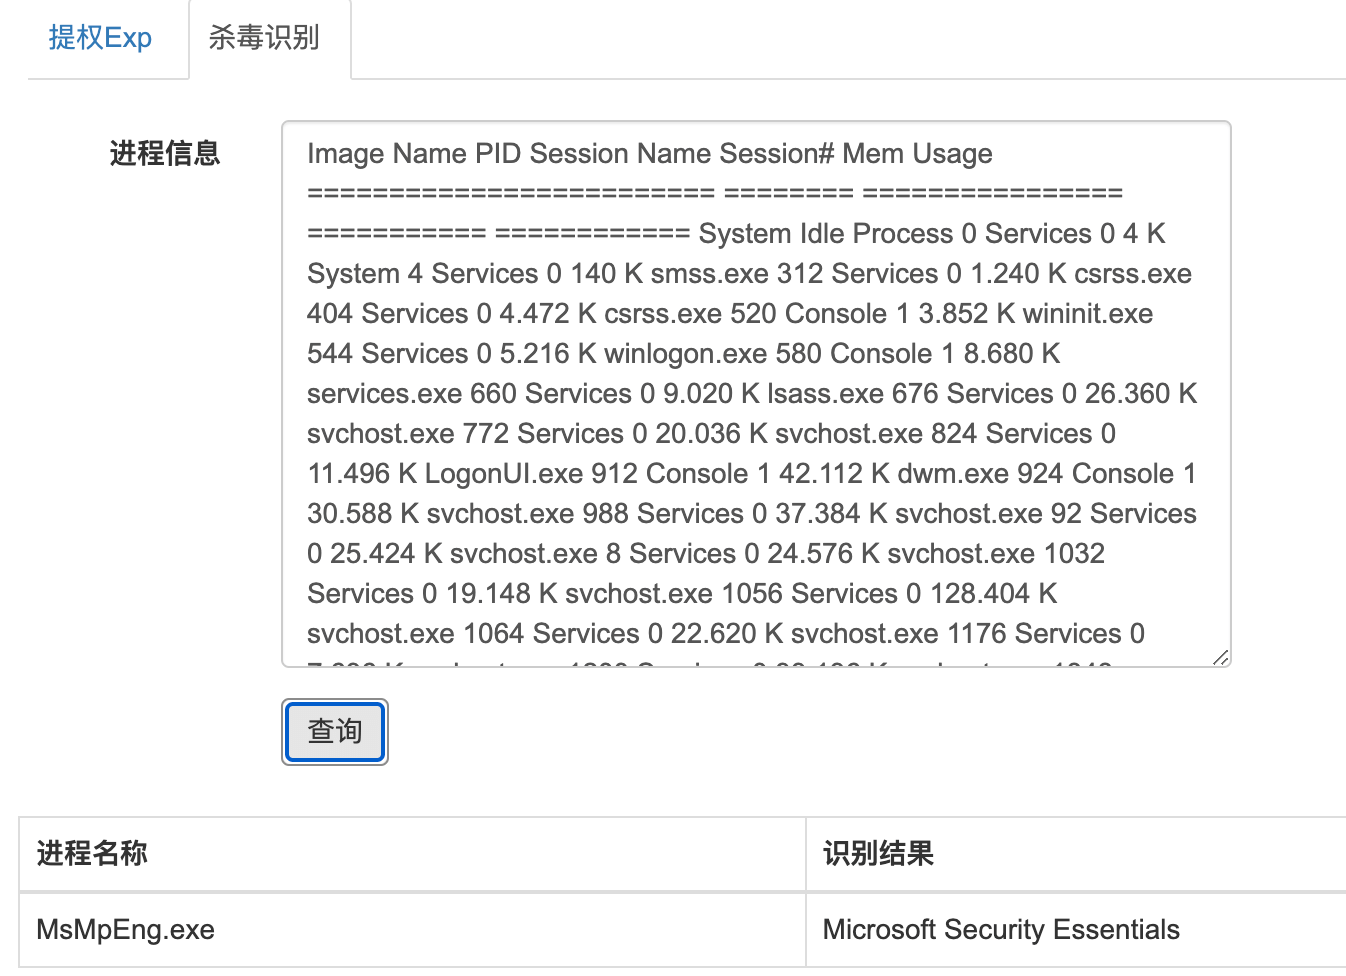 提权Exp
杀毒识别
进程信息
Image Name PID Session Name Session# Mem Usage
========================= ======== ================
=========== ============ System Idle Process 0 Services 0 4 K
System 4 Services 0 140 K smss.exe 312 Services 0 1.240 K csrss.exe
404 Services 0 4.472 K csrss.exe 520 Console 1 3.852 K wininit.exe
544 Services 0 5.216 K winlogon.exe 580 Console 1 8.680 K
services.exe 660 Services 0 9.020 K lsass.exe 676 Services 0 26.360 K
svchost.exe 772 Services 0 20.036 K svchost.exe 824 Services 0
11.496 K LogonUI.exe 912 Console 1 42.112 K dwm.exe 924 Console 1
30.588 K svchost.exe 988 Services 0 37.384 K svchost.exe 92 Services
0 25.424 K svchost.exe 8 Services 0 24.576 K svchost.exe 1032
Services 0 19.148 K svchost.exe 1056 Services 0 128.404 K
svchost.exe 1064 Services 0 22.620 K svchost.exe 1176 Services 0
查询
进程名称
识别结果
MsMpEng.exe
Microsoft Security Essentials